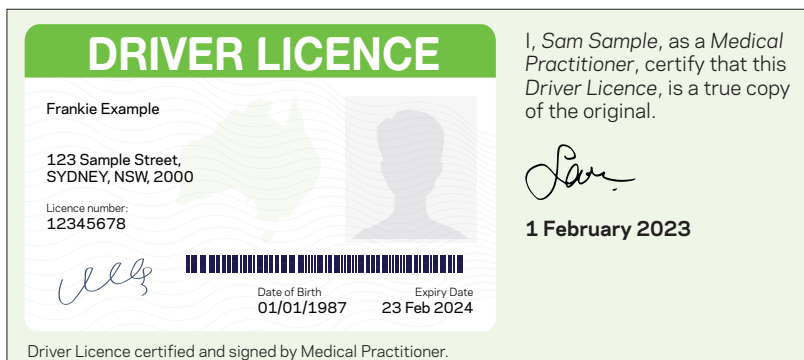 DRIVER LICENCE
Frankie Example
123 Sample Street,
SYDNEY, NSW, 2000
Licence number:
12345678
Date of Birth
01/01/1987
Expiry Date
23 Feb 2024
Driver Licence certified and signed by Medical Practitioner.
I, Sam Sample, as a Medical
Practitioner, certify that this
Driver Licence, is a true copy
of the original.
Sam
1 February 2023